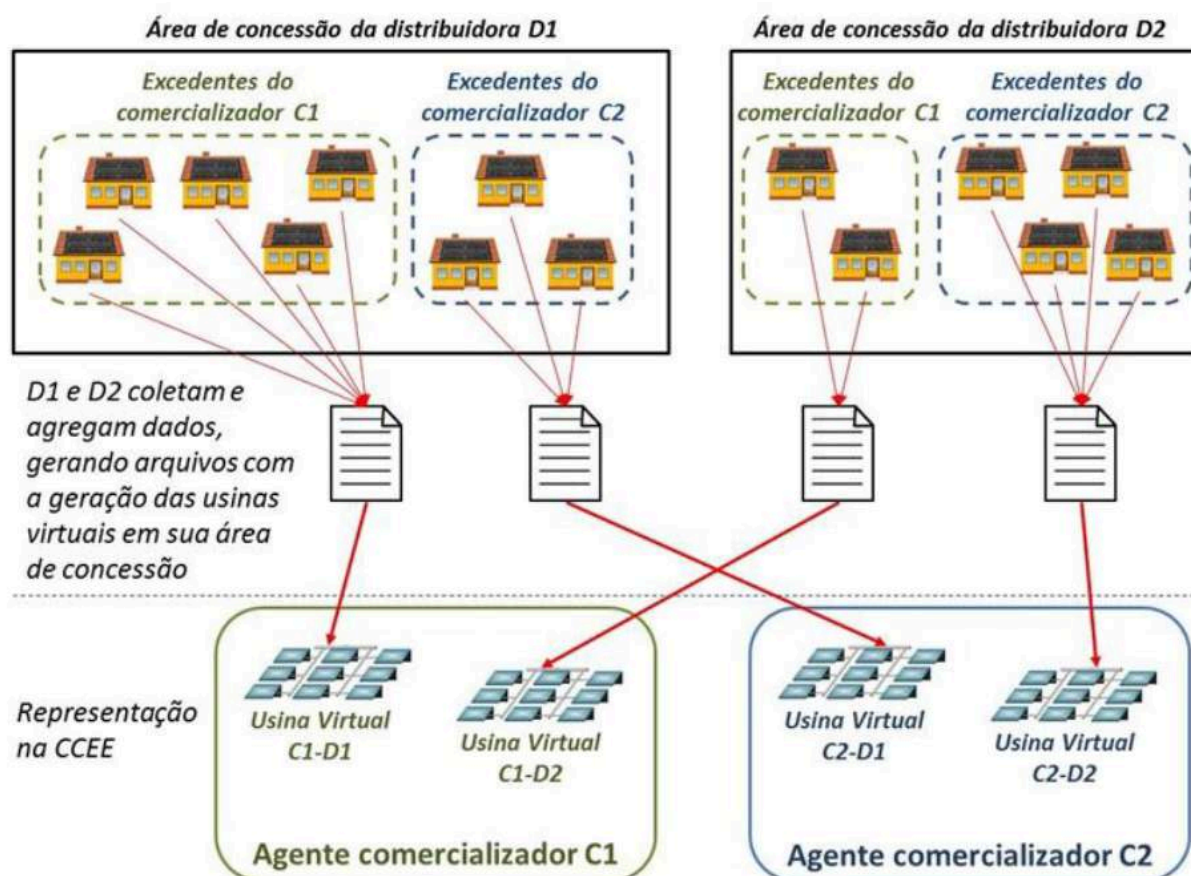 Área de concessão da distribuidora D1
Área de concessão da distribuidora D2
Excedentes do
comercializador C1
Excedentes do
comercializador C2
Excedentes do
comercializador C1
Excedentes do
comercializador C2
D1 e D2 coletam e
agregam dados,
gerando arquivos com
a geração das usinas
virtuais em sua área
de concessão
Representação
na CCEE
Usina Virtual
C1-D1
Usina Virtual
C1-D2
Usina Virtual
C2-D1
Usina Virtual
C2-D2
Agente comercializador C1
Agente comercializador C2